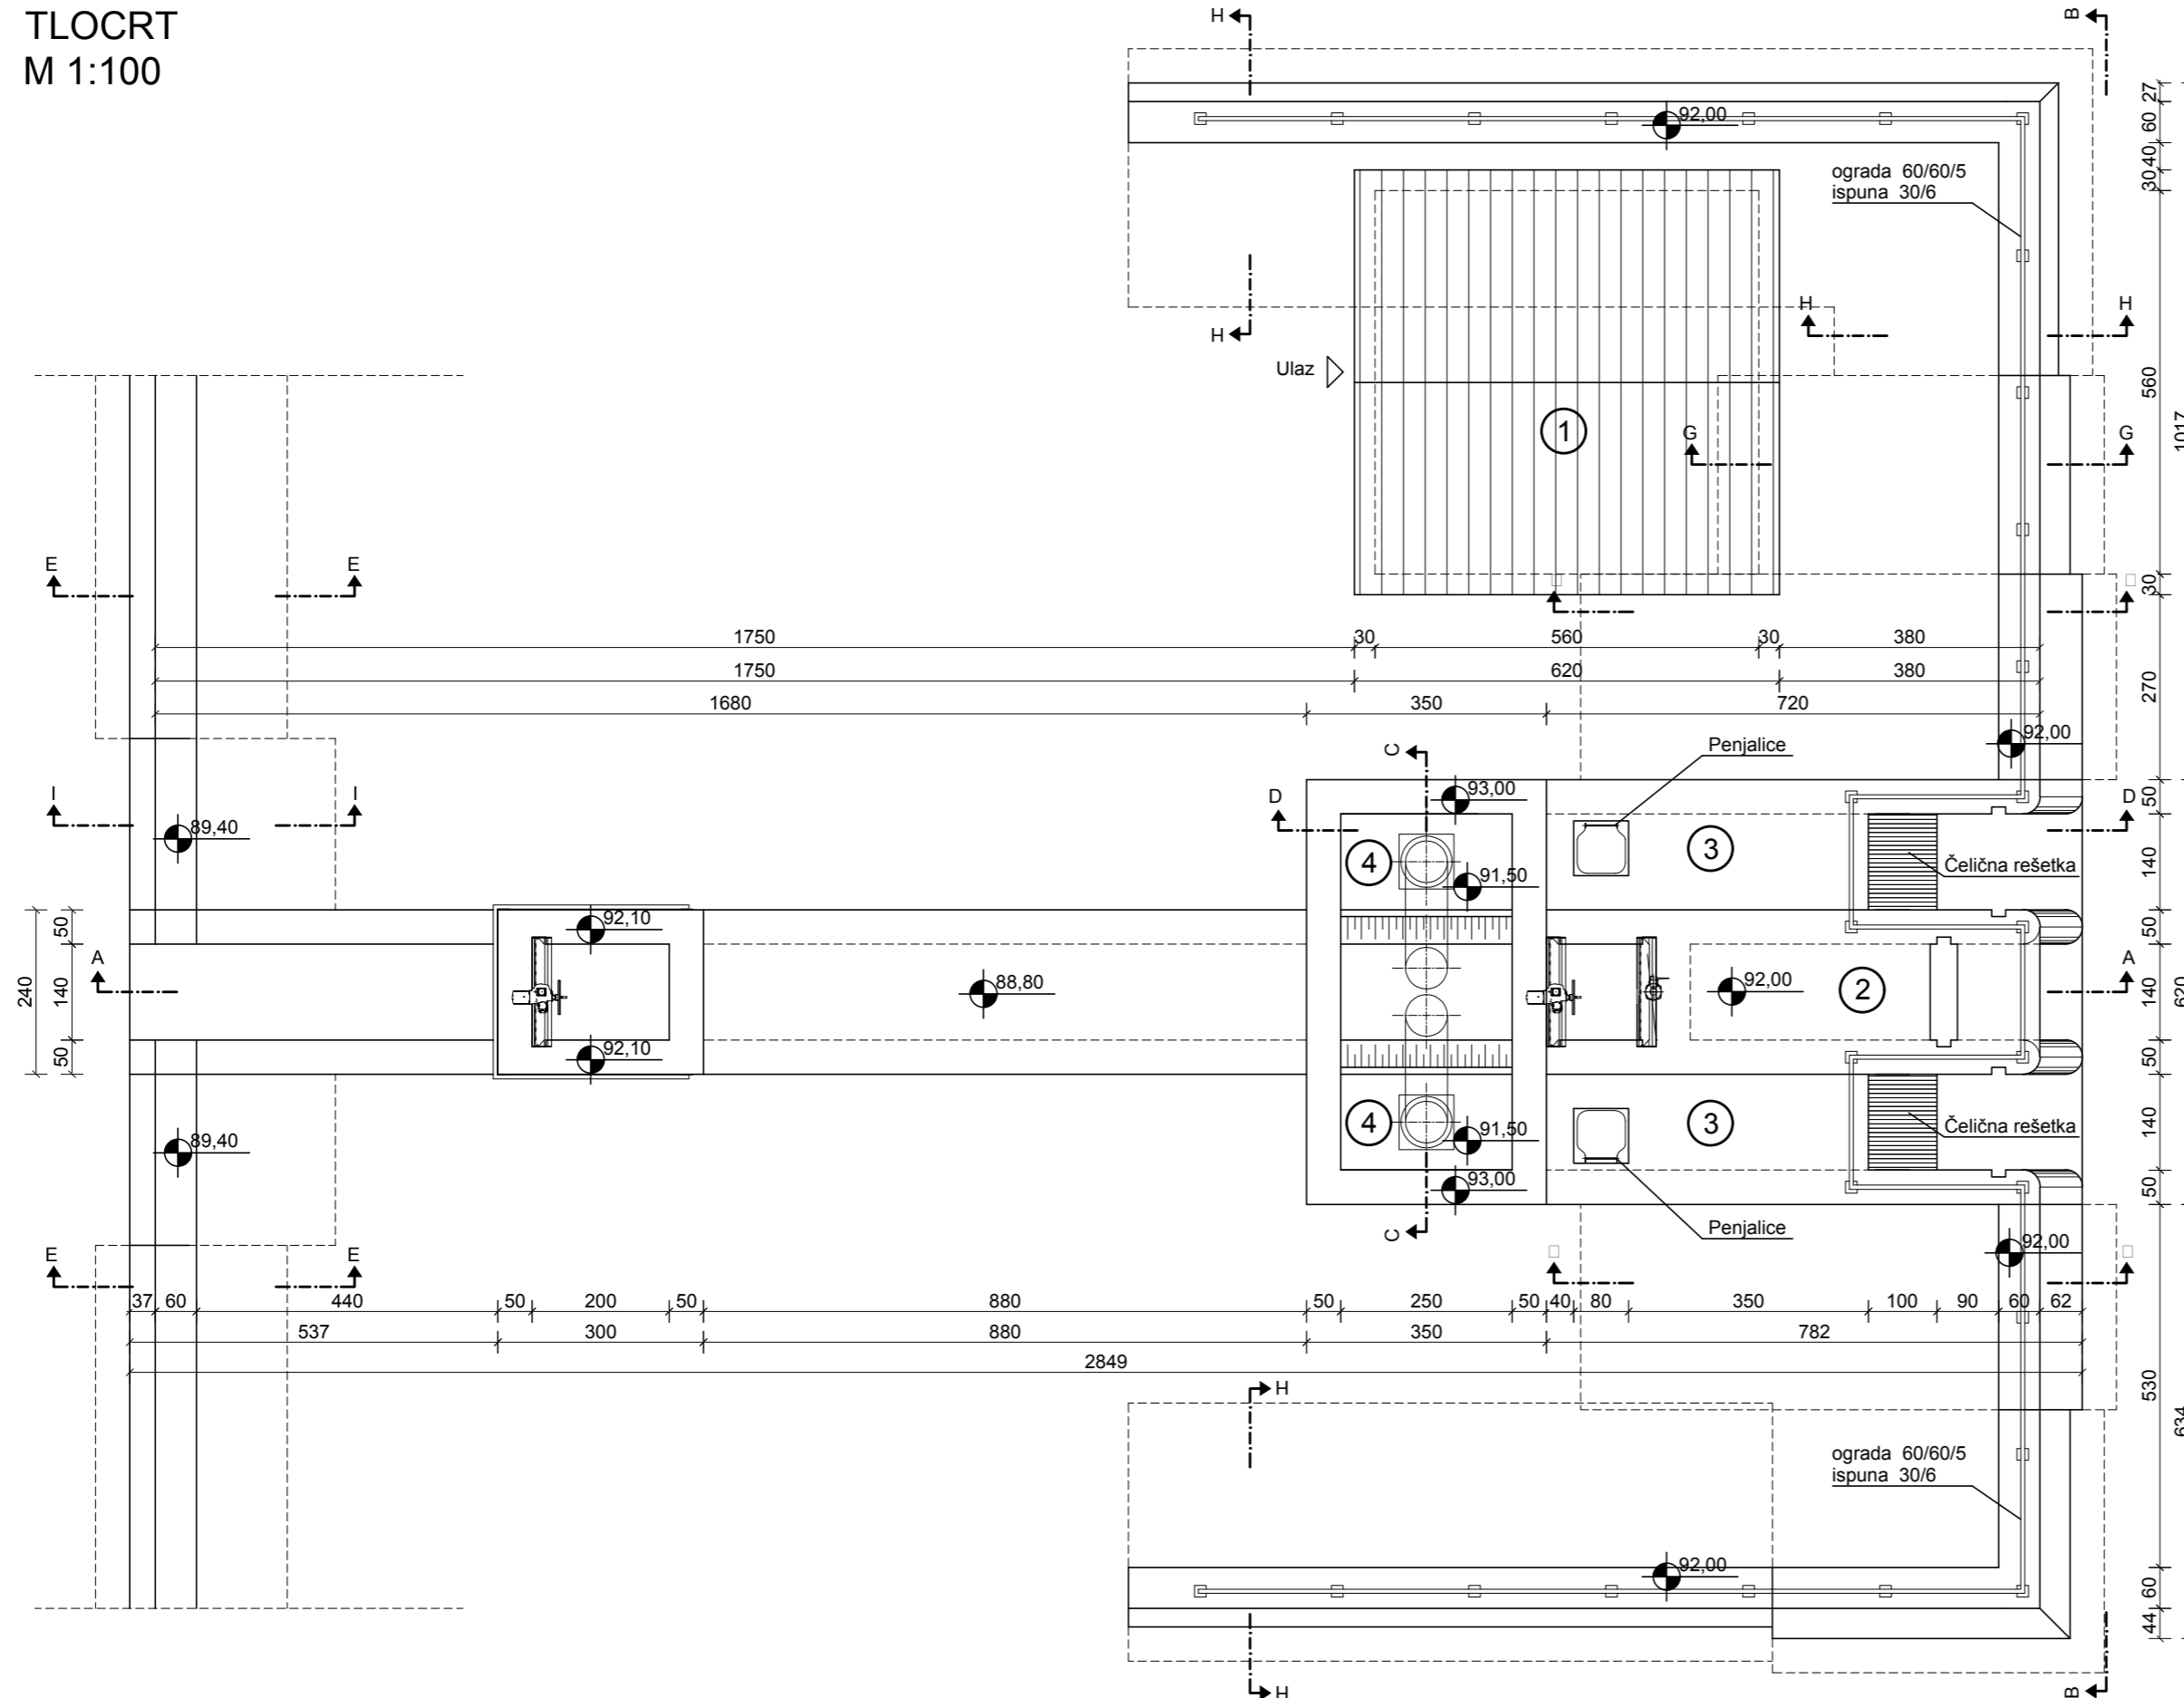 TLOCRT
M 1:100
H
B
27
60
40
30
92,00
ograda 60/60/5
ispuna 30/6
H
H
H
Ulaz
560
1017
1
G
G
E
E
30
1750
30
560
30
380
1750
620
380
270
1680
350
720
C
Penjalice
92,00
I
I
D
93,00
D
50
89,40
4
3
140
Čelična rešetka
91,50
240
50
92,10
50
A
140
88,80
92,00
2
A
140
620
50
92,10
50
89,40
4
3
140
Čelična rešetka
91,50
93,00
50
C
Penjalice
92,00
E
E
37
60
440
50
200
50
880
50
250
50
40
80
350
100
90
60
62
537
300
880
350
782
2849
H
530
634
ograda 60/60/5
ispuna 30/6
92,00
60
44
H
B